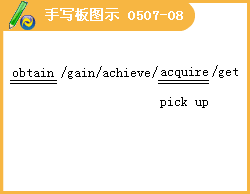 手写板图示 0507-08
obtain/gain/achieve/acquire/get
pick up